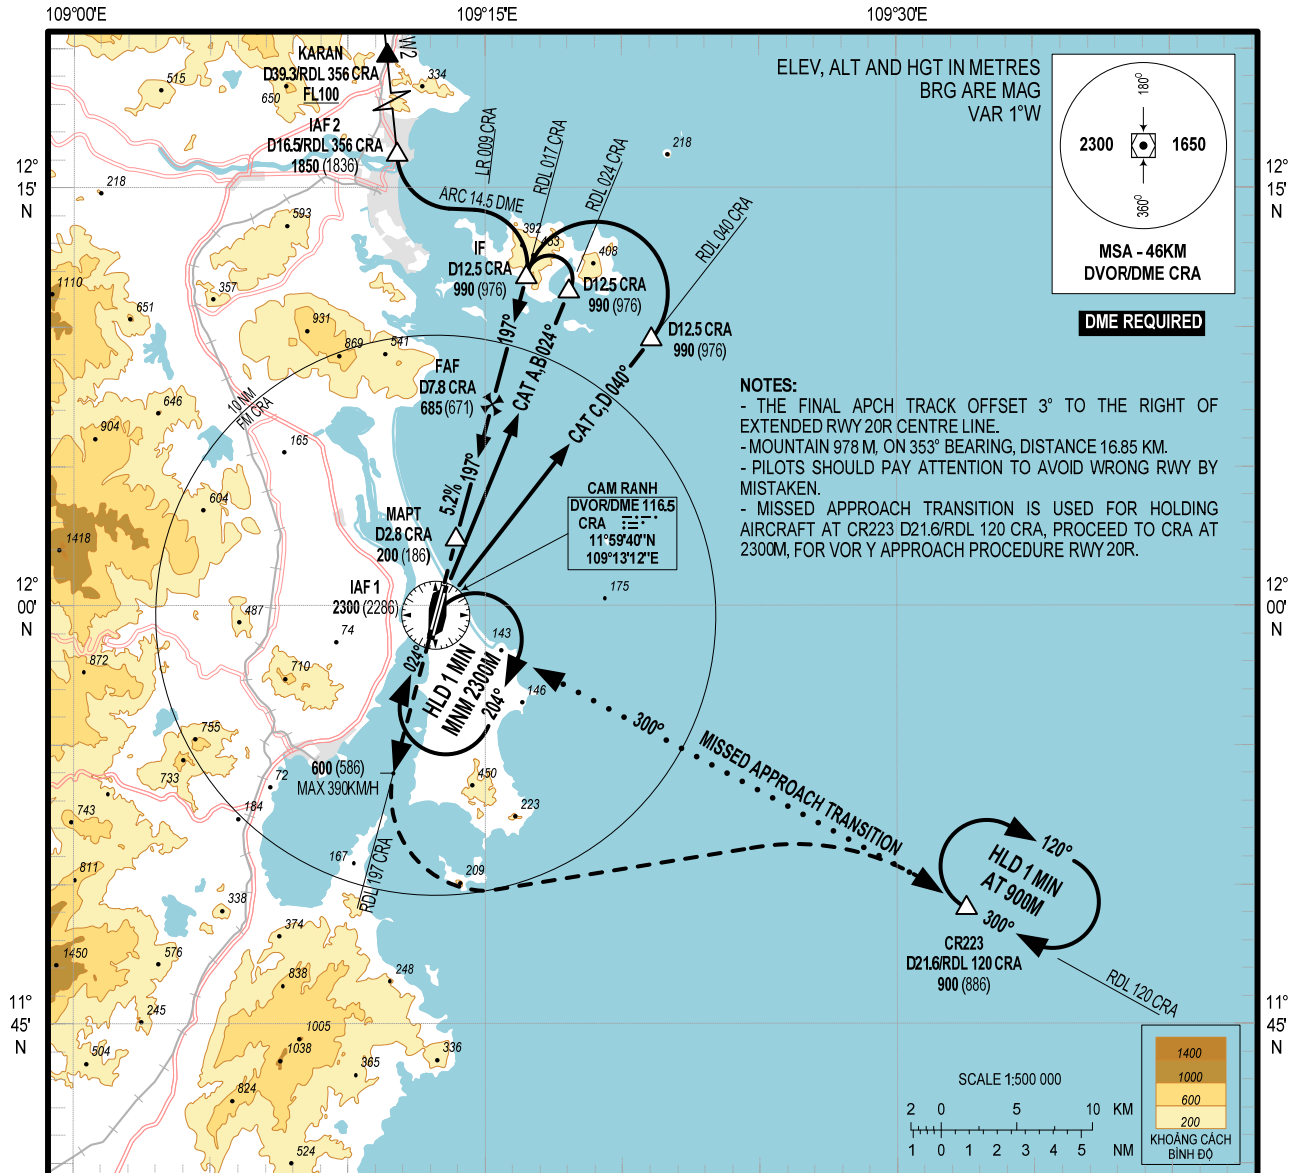 109°00'E
109°15'E
109°30'E
KARAN
D39.3/RDL 356 CRA
FL100
W2
334
515
650
IAF 2
D16.5/RDL 356 CRA
1850 (1836)
LR 009 CRA
RDL 017 CRA
RDL 024 CRA
RDL 040 CRA
218
ELEV, ALT AND HGT IN METRES
BRG ARE MAG
VAR 1°W
180°
2300
1650
360°
MSA - 46KM
DVOR/DME CRA
DME REQUIRED
12°
15'
N
12°
15'
N
218
593
ARC 14.5 DME
392
463
408
IF
D12.5 CRA
990 (976)
D12.5 CRA
990 (976)
D12.5 CRA
990 (976)
1110
651
357
931
869
541
197°
CAT A,B 024°
CAT C,D 040°
FAF
D7.8 CRA
685 (671)
10 NM
FM CRA
646
904
165
604
1418
NOTES:
- THE FINAL APCH TRACK OFFSET 3° TO THE RIGHT OF
EXTENDED RWY 20R CENTRE LINE.
- MOUNTAIN 978 M, ON 353° BEARING, DISTANCE 16.85 KM.
- PILOTS SHOULD PAY ATTENTION TO AVOID WRONG RWY BY
MISTAKEN.
- MISSED APPROACH TRANSITION IS USED FOR HOLDING
AIRCRAFT AT CR223 D21.6/RDL 120 CRA, PROCEED TO CRA AT
2300M, FOR VOR Y APPROACH PROCEDURE RWY 20R.
5.2% 197°
CAM RANH
DVOR/DME 116.5
CRA
11°59'40"N
109°13'12"E
MAPT
D2.8 CRA
200 (186)
IAF 1
2300 (2286)
12°
00'
N
12°
00'
N
175
487
74
143
872
710
146
024°
HLD 1 MIN
MNM 2300M
204°
300°
MISSED APPROACH TRANSITION
755
733
600 (586)
MAX 390KM/H
72
184
743
450
223
167
RDL 197 CRA
209
811
338
374
HLD 1 MIN
AT 900M
120°
300°
CR223
D21.6/RDL 120 CRA
900 (886)
RDL 120 CRA
1450
576
838
248
245
504
1005
1038
365
336
824
524
11°
45'
N
11°
45'
N
SCALE 1:500 000
2 0 5 10 KM
1 0 1 2 3 4 5 NM
1400
1000
600
200
KHOẢNG CÁCH
BÌNH ĐỘ